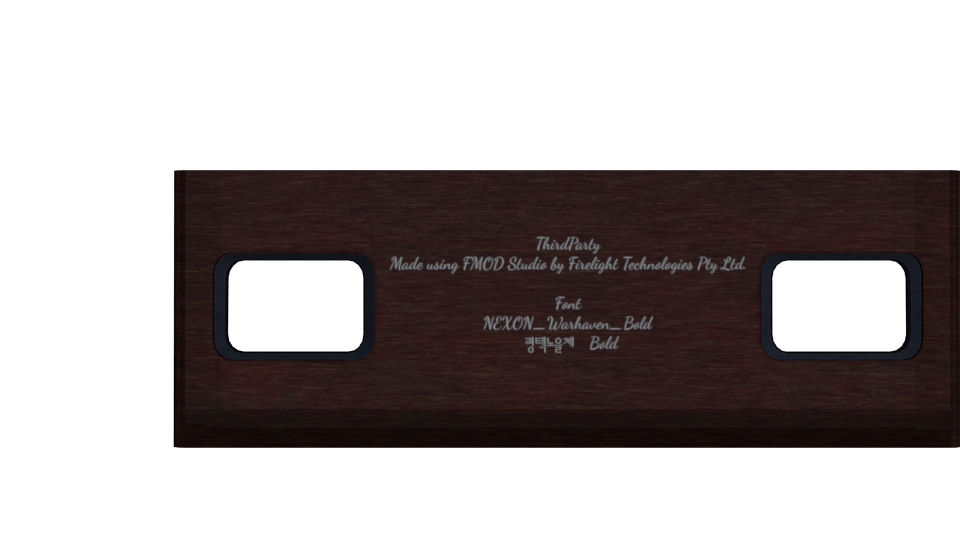 ThirdParty
Made using FMOD Studio by Firelight Technologies Pty Ltd.
Font
NEXON_Warhaven_Bold
평택노을체 Bold